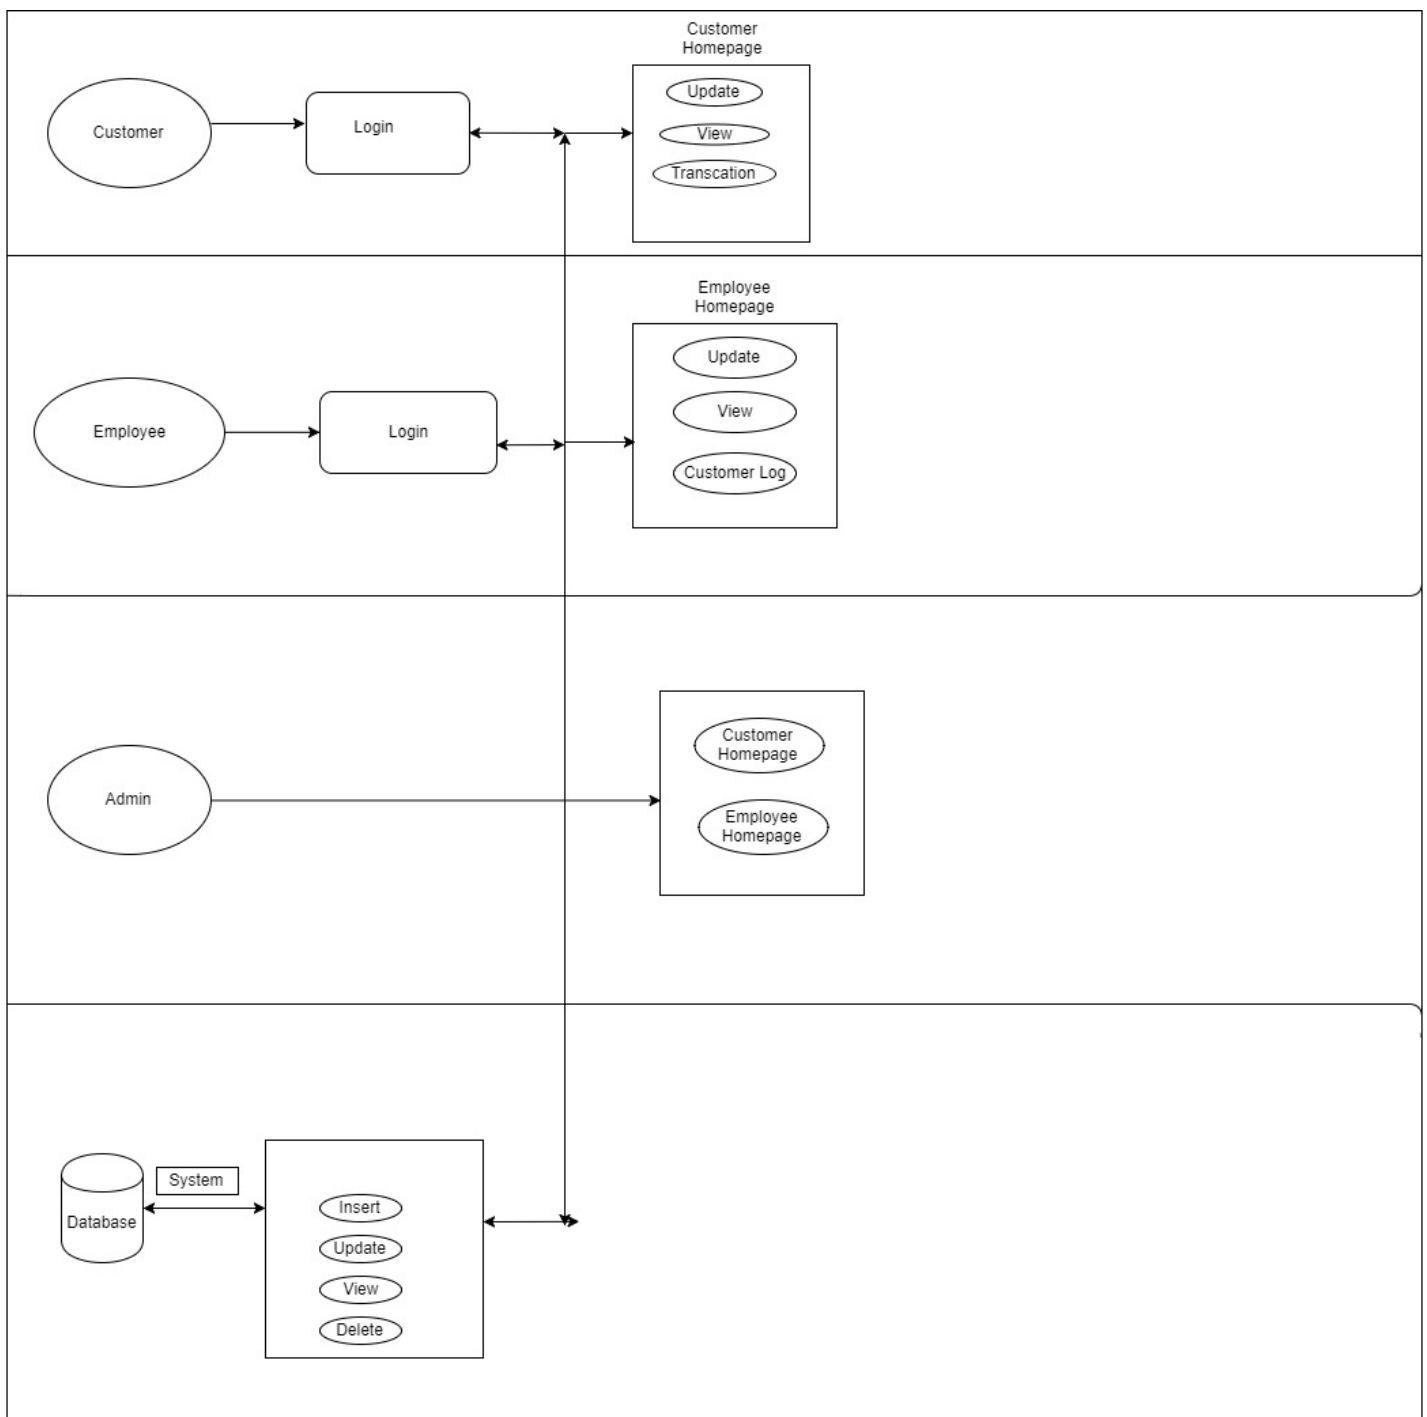 Customer
Homepage
Update
Customer
Login
View
Transcation
Employee
Homepage
Update
View
Employee
Login
Customer Log
Customer
Homepage
Admin
Employee
Homepage
System
Database
Insert
Update
View
Delete